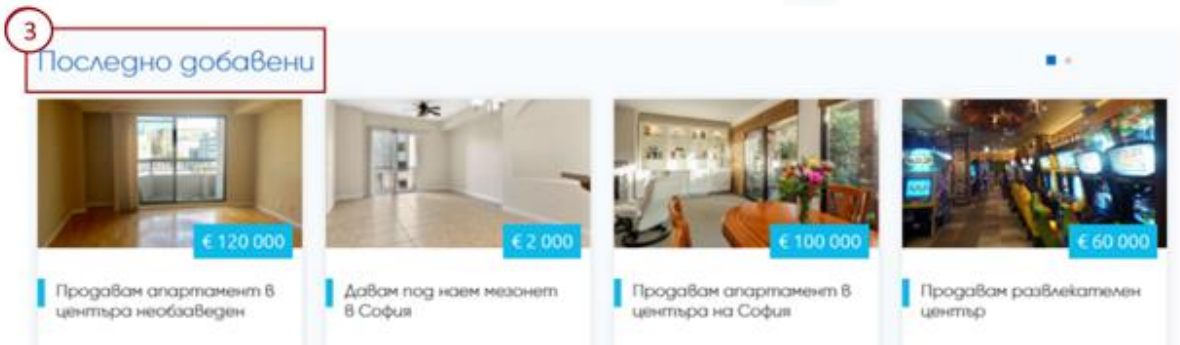 3
Последно добавени
€ 120 000
€ 2 000
€ 100 000
€ 60 000
Продавам апартамент в
центъра необзаведен
Давам под наем мезонет
в София
Продавам апартамент в
центъра на София
Продавам развлекателен
център